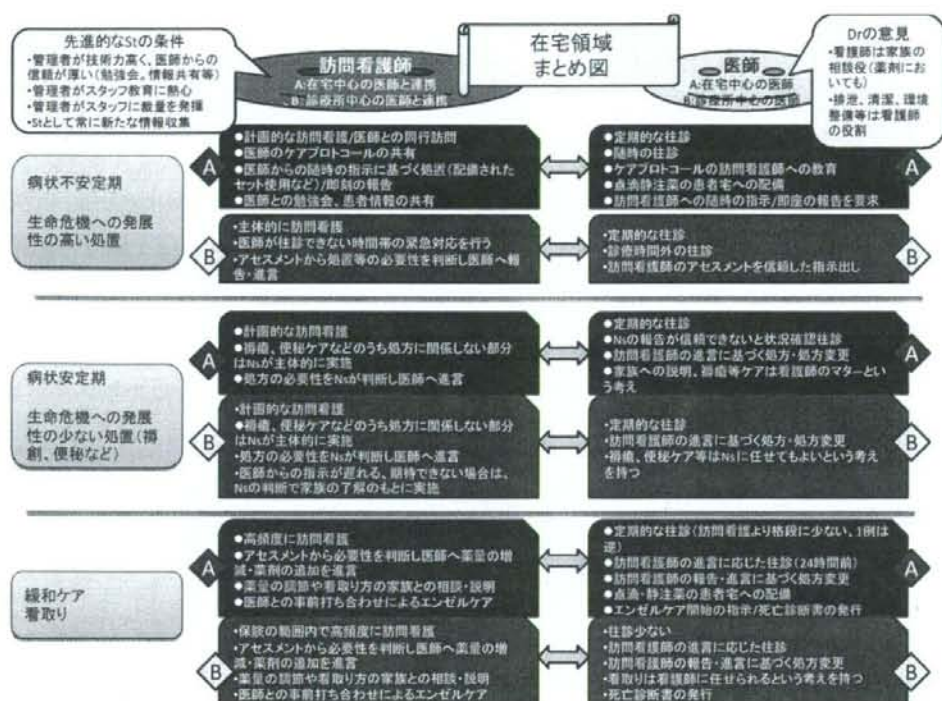 先進的なStの条件
・管理者が技術力高く、医師からの
信頼が厚い(勉強会、情報共有等)
・管理者がスタッフ教育に熱心
・管理者がスタッフに裁量を発揮
・Stとして常に新たな情報収集
訪問看護師
A:在宅中心の医師と連携
B:診療所中心の医師と連携
在宅領域
まとめ図
医師
A:在宅中心の医師
B:診療所中心の医師
Drの意見
・看護師は家族の
相談役(薬剤にお
いても)
・排泄、清潔、環境
整備等は看護師
の役割
病状不安定期
生命危機への発展
性の高い処置
A
●計画的な訪問看護/医師との同行訪問
●医師のケアプロトコールの共有
●医師からの随時の指示に基づく処置(配備された
セット使用など)/即刻の報告
●医師との勉強会、患者情報の共有
●定期的な往診
●随時の往診
●ケアプロトコールの訪問看護師への教育
●点滴静注薬の患者宅への配備
●訪問看護師への随時の指示/即座の報告を要求
A
B
・主体的に訪問看護
・医師が往診できない時間帯の緊急対応を行う
・アセスメントから処置等の必要性を判断し医師へ報
告・進言
・定期的な往診
・診療時間外の往診
・訪問看護師のアセスメントを信頼した指示出し
B
病状安定期
生命危機への発展
性の少ない処置(褥
創、便秘など)
A
●計画的な訪問看護
●褥瘡、便秘ケアなどのうち処方に関係しない部分
はNsが主体的に実施
●処方の必要性をNsが判断し医師へ進言
●定期的な往診
●Nsの報告が信頼できないと状況確認往診
●訪問看護師の進言に基づく処方・処方変更
●家族への説明、褥瘡等ケアは看護師のマターとい
う考え
A
B
・計画的な訪問看護
・褥瘡、便秘ケアなどのうち処方に関係しない部分
はNsが主体的に実施
・処方の必要性をNsが判断し医師へ進言
・医師からの指示が遅れる、期待できない場合は、
Nsの判断で家族の了解のもとに実施
・定期的な往診
・訪問看護師の進言に基づく処方・処方変更
・褥瘡、便秘ケア等はNsに任せてもよいという考え
を持つ
B
緩和ケア
看取り
A
●高頻度に訪問看護
●アセスメントから必要性を判断し医師へ薬量の増
減・薬剤の追加を進言
●薬量の調節や看取り方の家族との相談・説明
●医師との事前打ち合わせによるエンゼルケア
●定期的な往診(訪問看護より格段に少ない、1例は
逆)
●訪問看護師の進言に応じた往診(24時間前)
●訪問看護師の報告・進言に基づく処方変更
●点滴・静注薬の患者宅への配備
●エンゼルケア開始の指示/死亡診断書の発行
A
B
・保険の範囲内で高頻度に訪問看護
・アセスメントから必要性を判断し医師へ薬量の増
減・薬剤の追加を進言
・薬量の調節や看取り方の家族との相談・説明
・医師との事前打ち合わせによるエンゼルケア
・往診少ない
・訪問看護師の進言に応じた往診
・訪問看護師の報告・進言に基づく処方変更
・看取りは看護師に任せられるという考えを持つ
・死亡診断書の発行
B